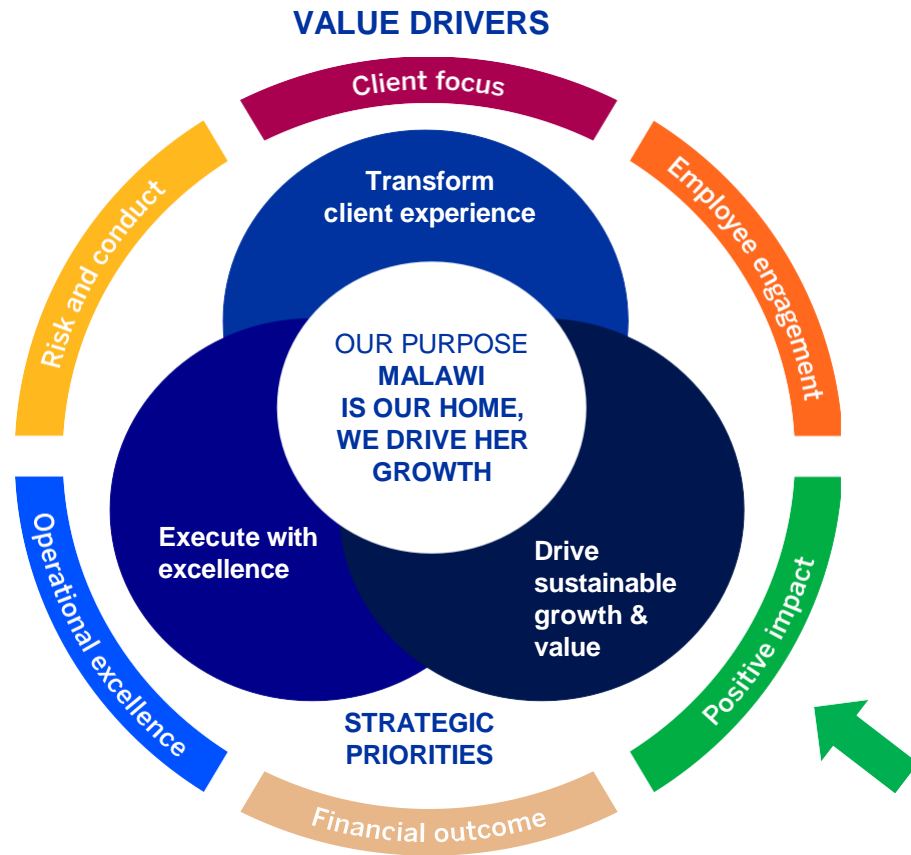 VALUE DRIVERS
Client focus
Transform
client experience
Risk and conduct
Employee engagement
OUR PURPOSE
MALAWI
IS OUR HOME,
WE DRIVE HER
GROWTH
Execute with
excellence
Drive
sustainable
growth &
value
Operational excellence
Positive impact
STRATEGIC
PRIORITIES
Financial outcome